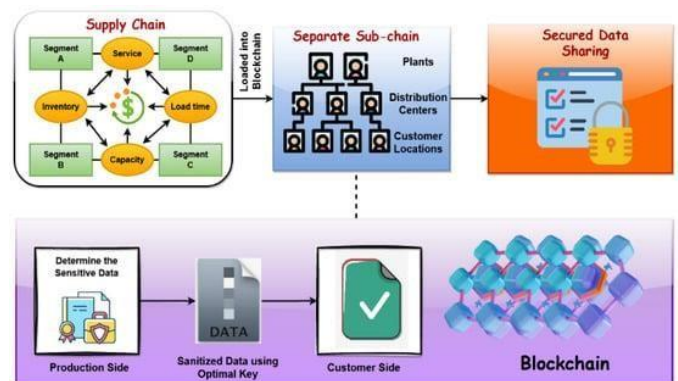 Supply Chain
Segment
A
Service
Segment
D
Inventory
$
Load time
Segment
B
Capacity
Segment
C
Loaded into
Blockchain
Separate Sub-chain
Plants
Distribution
Centers
Customer
Locations
Secured Data
Sharing
Determine the
Sensitive Data
Production Side
DATA
Sanitized Data using
Optimal Key
Customer Side
Blockchain